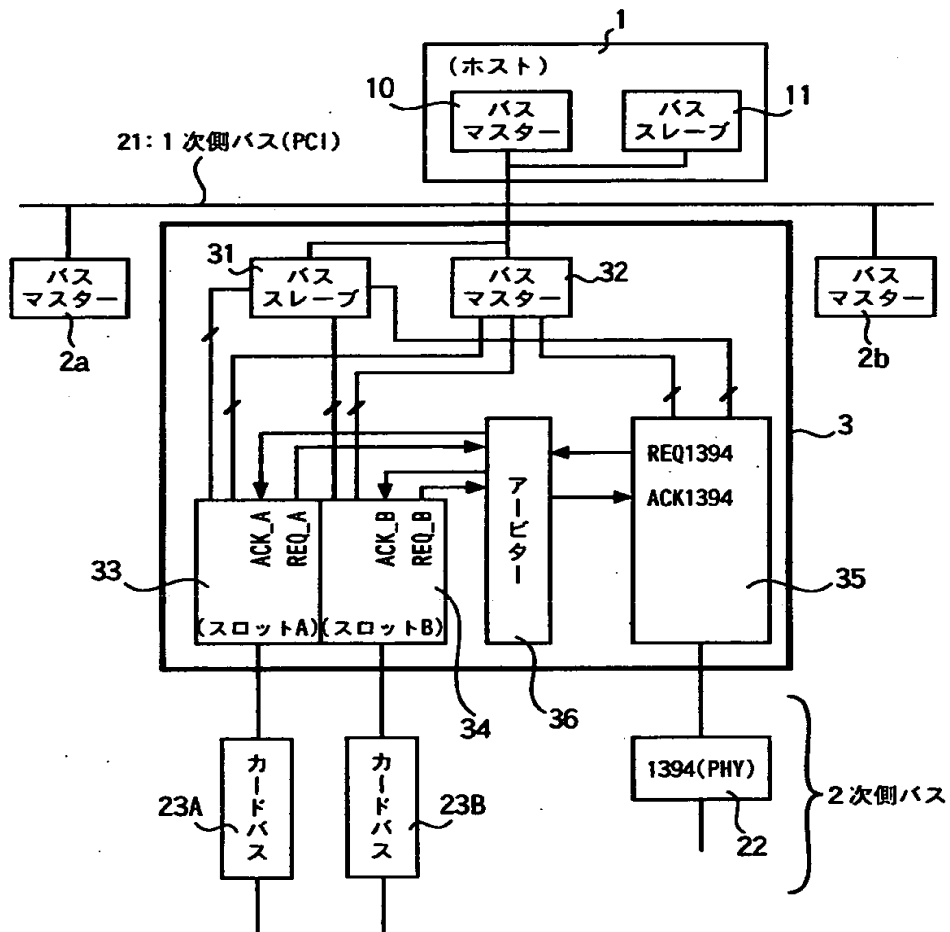 1
(ホスト)
10
バス
マスター
バス
スレーブ
11
21:1次側バス(PCI)
31
バス
スレーブ
バス
マスター
32
バス
マスター
2a
バス
マスター
2b
3
ACK_A
REQ_A
ACK_B
REQ_B
アービター
REQ1394
ACK1394
33
35
(スロットA)
(スロットB)
34
36
カードバス
23A
カードバス
23B
1394(PHY)
22
2次側バス